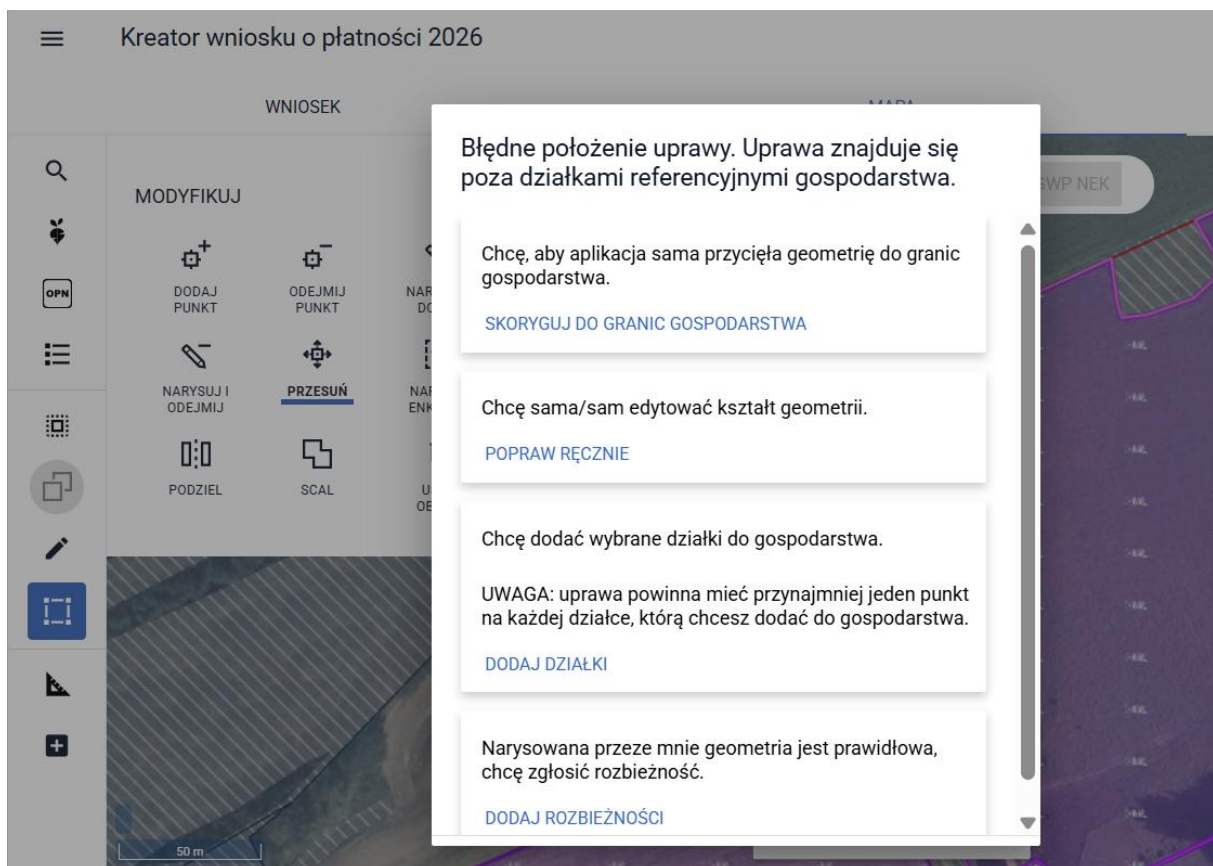 Kreator wniosku o płatności 2026
WNIOSEK
MAPA
MODYFIKUJ
OPN
DODAJ
PUNKT
ODEJMIJ
PUNKT
NARYSUJ I
ODEJMIJ
PRZESUŃ
PODZIEL
SCAL
50 m
Błędne położenie uprawy. Uprawa znajduje się
poza działkami referencyjnymi gospodarstwa.
Chcę, aby aplikacja sama przycięła geometrię do granic
gospodarstwa.
SKORYGUJ DO GRANIC GOSPODARSTWA
Chcę sama/sam edytować kształt geometrii.
POPRAW RĘCZNIE
Chcę dodać wybrane działki do gospodarstwa.
UWAGA: uprawa powinna mieć przynajmniej jeden punkt
na każdej działce, którą chcesz dodać do gospodarstwa.
DODAJ DZIAŁKI
Narysowana przeze mnie geometria jest prawidłowa,
chcę zgłosić rozbieżność.
DODAJ ROZBIEŻNOŚCI
NEK